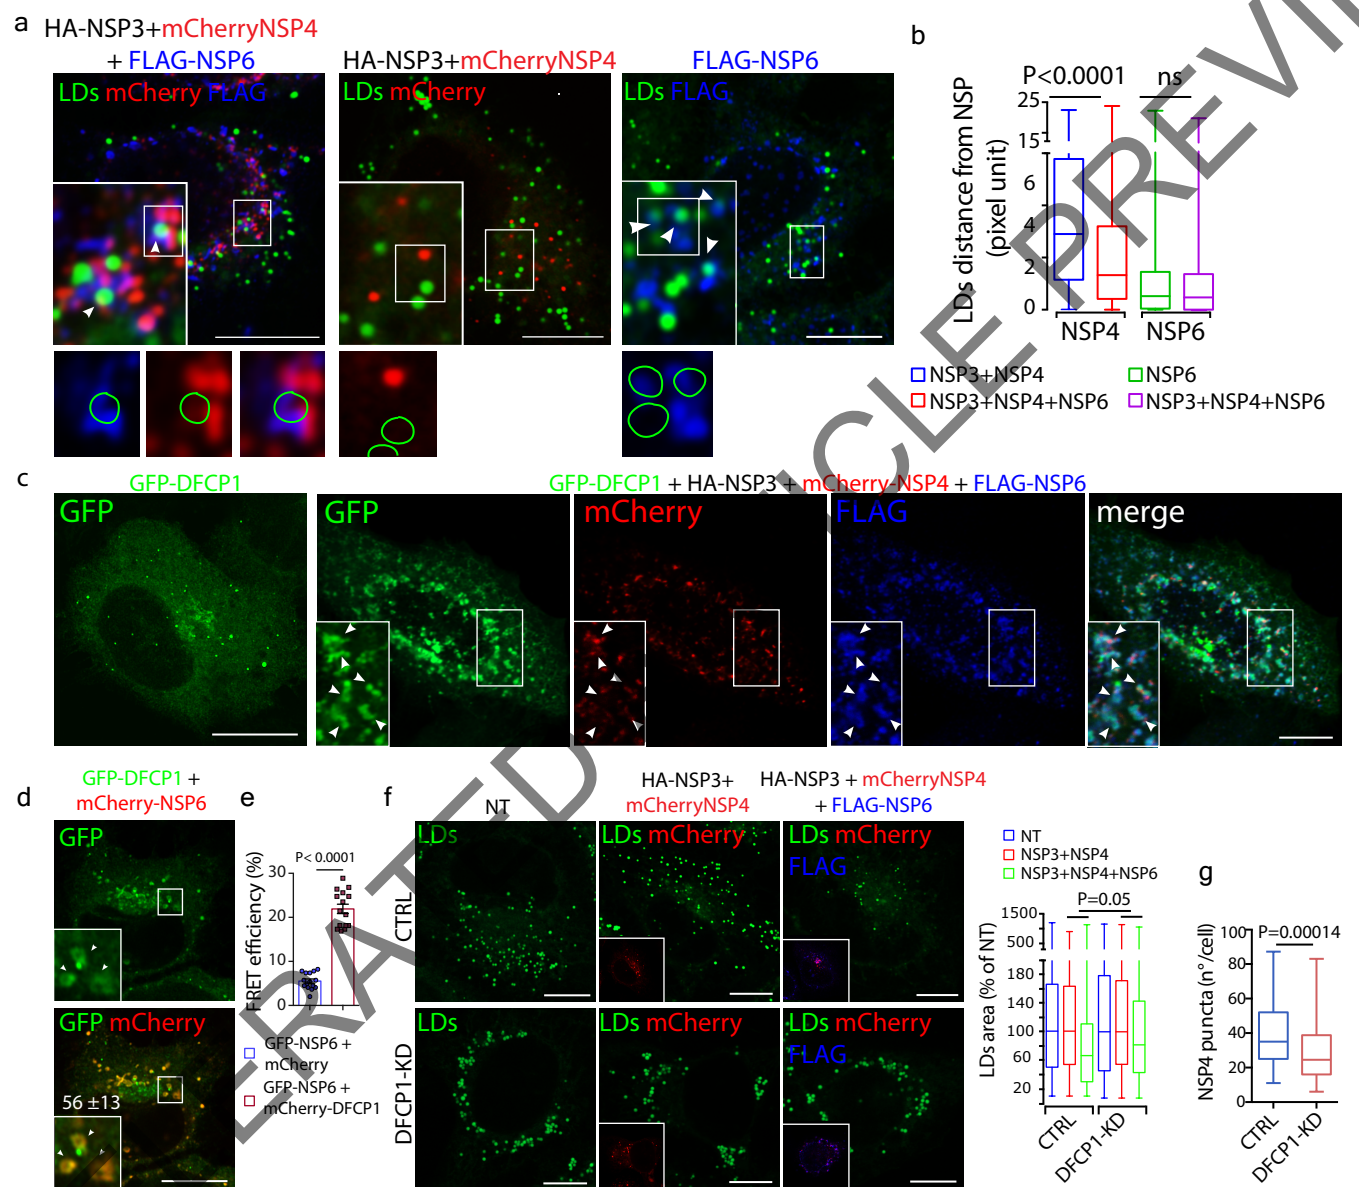 a
HA-NSP3+mCherryNSP4
+ FLAG-NSP6
LDs mCherry FLAG
HA-NSP3+mCherryNSP4
LDs mCherry
FLAG-NSP6
LDs FLAG
b
P<0.0001
ns
LDs distance from NSP
(pixel unit)
25
15
6
4
2
0
NSP4
NSP6
NSP3+NSP4
NSP3+NSP4+NSP6
NSP6
NSP3+NSP4+NSP6
c
GFP-DFCP1
GFP
GFP-DFCP1 + HA-NSP3 + mCherry-NSP4 + FLAG-NSP6
GFP
mCherry
FLAG
merge
d
GFP-DFCP1 +
mCherry-NSP6
GFP
GFP mCherry
56 ±13
e
P< 0.0001
FRET efficiency (%)
30
20
10
0
GFP-NSP6 +
mCherry
GFP-NSP6 +
mCherry-DFCP1
f
NT
HA-NSP3+
mCherryNSP4
HA-NSP3 + mCherryNSP4
+ FLAG-NSP6
CTRL
LDs
LDs mCherry
LDs mCherry
FLAG
DFCP1-KD
LDs
LDs mCherry
LDs mCherry
FLAG
NT
NSP3+NSP4
NSP3+NSP4+NSP6
P=0.05
LDs area (% of NT)
1500
500
180
140
100
60
20
CTRL
DFCP1-KD
g
P=0.00014
NSP4 puncta (n°/cell)
100
80
60
40
20
0
CTRL
DFCP1-KD
ERATED
ICLE PREVI